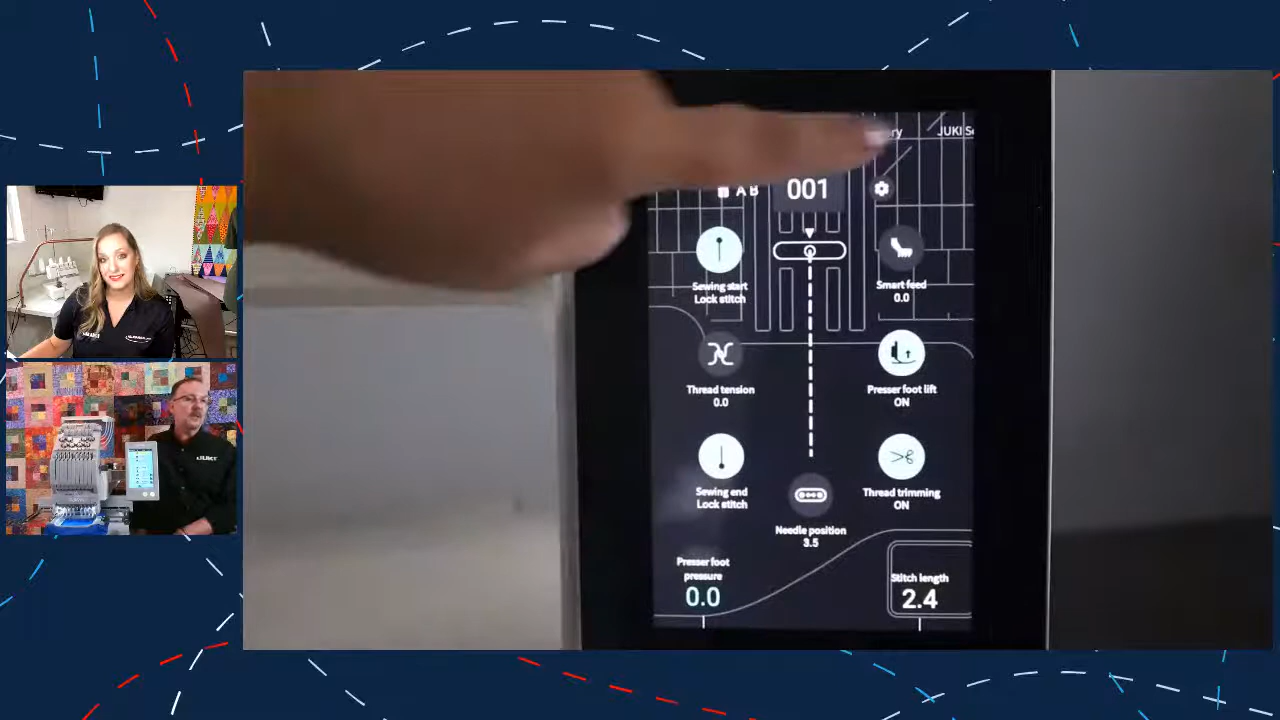 A B
001
Sewing start
Lock stitch
Smart feed
0.0
Thread tension
0.0
Presser foot lift
ON
Sewing end
Lock stitch
Thread trimming
ON
Needle position
3.5
Presser foot
pressure
0.0
Stitch length
2.4
JUKI